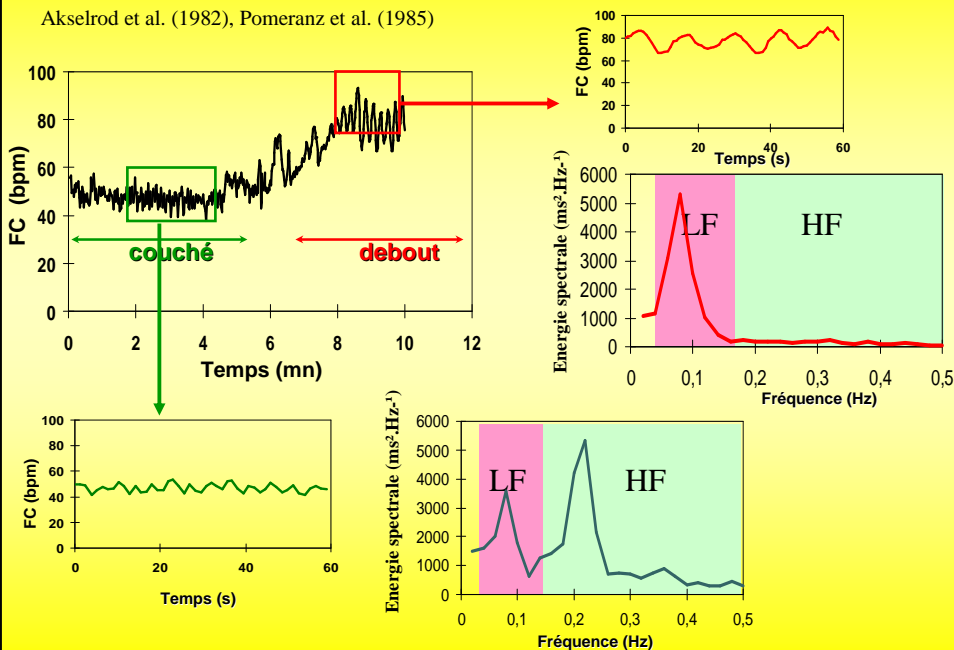 Akselrod et al. (1982), Pomeranz et al. (1985)
FC (bpm)
100
80
60
40
20
0
couché
debout
0 2 4 6 8 10 12
Temps (mn)
FC (bpm)
100
80
60
40
20
0
0 20 40 60
Temps (s)
Energie spectrale (ms².Hz-¹)
6000
5000
4000
3000
2000
1000
0
LF
HF
0 0,1 0,2 0,3 0,4 0,5
Fréquence (Hz)
FC (bpm)
100
80
60
40
20
0
0 20 40 60
Temps (s)
Energie spectrale (ms².Hz-¹)
6000
5000
4000
3000
2000
1000
0
LF
HF
0 0,1 0,2 0,3 0,4 0,5
Fréquence (Hz)